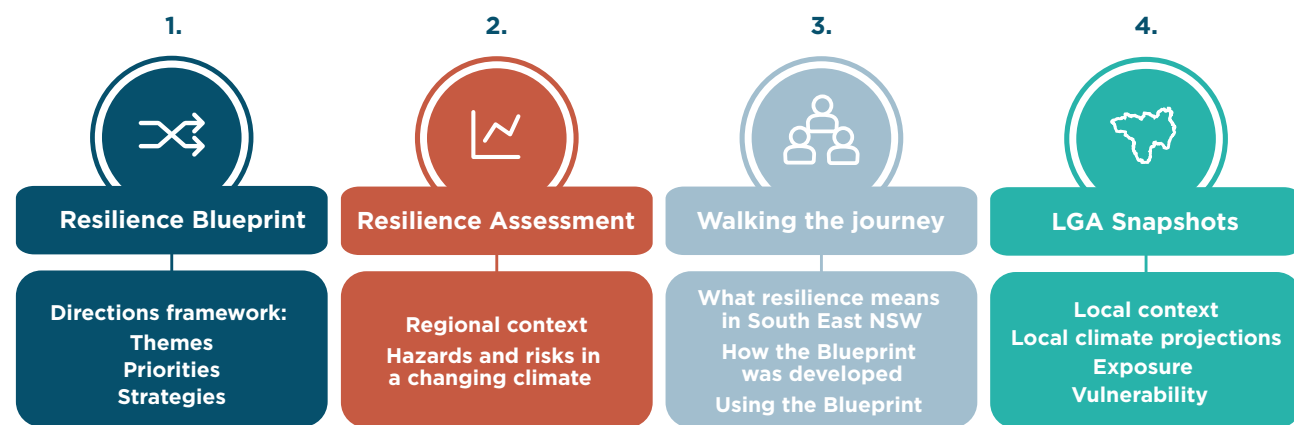 1.
Resilience Blueprint
Directions framework:
Themes
Priorities
Strategies
2.
Resilience Assessment
Regional context
Hazards and risks in
a changing climate
3.
Walking the journey
What resilience means
in South East NSW
How the Blueprint
was developed
Using the Blueprint
4.
LGA Snapshots
Local context
Local climate projections
Exposure
Vulnerability